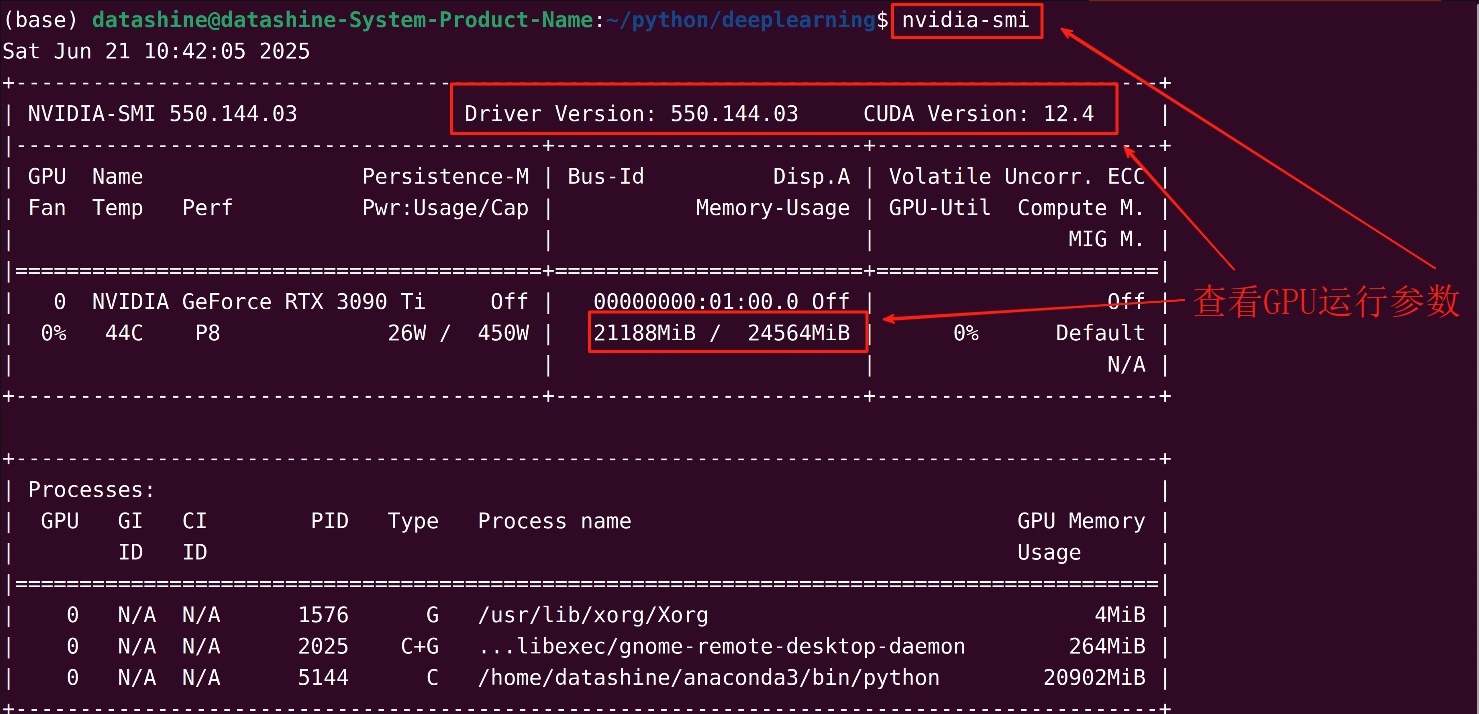 (base) datashine@datashine-System-Product-Name:~/python/deeplearning$ nvidia-smi
Sat Jun 21 10:42:05 2025
+-----------------------------------------------------------------------------------------+
| NVIDIA-SMI 550.144.03             Driver Version: 550.144.03     CUDA Version: 12.4     |
|-----------------------------------------+------------------------+----------------------+
| GPU  Name                 Persistence-M | Bus-Id          Disp.A | Volatile Uncorr. ECC |
| Fan  Temp   Perf          Pwr:Usage/Cap |           Memory-Usage | GPU-Util  Compute M. |
|                                         |                        |               MIG M. |
|=========================================+========================+======================|
|   0  NVIDIA GeForce RTX 3090 Ti     Off |   00000000:01:00.0 Off |                  Off |
查看GPU运行参数
|  0%   44C    P8             26W /  450W |   21188MiB /  24564MiB |      0%      Default |
|                                         |                        |                  N/A |
+-----------------------------------------+------------------------+----------------------+
+-----------------------------------------------------------------------------------------+
| Processes:                                                                              |
|  GPU   GI   CI        PID   Type   Process name                              GPU Memory |
|        ID   ID                                                               Usage      |
|=========================================================================================|
|    0   N/A  N/A      1576      G   /usr/lib/xorg/Xorg                              4MiB |
|    0   N/A  N/A      2025    C+G   ...libexec/gnome-remote-desktop-daemon        264MiB |
|    0   N/A  N/A      5144      C   /home/datashine/anaconda3/bin/python        20902MiB |
+-----------------------------------------------------------------------------------------+